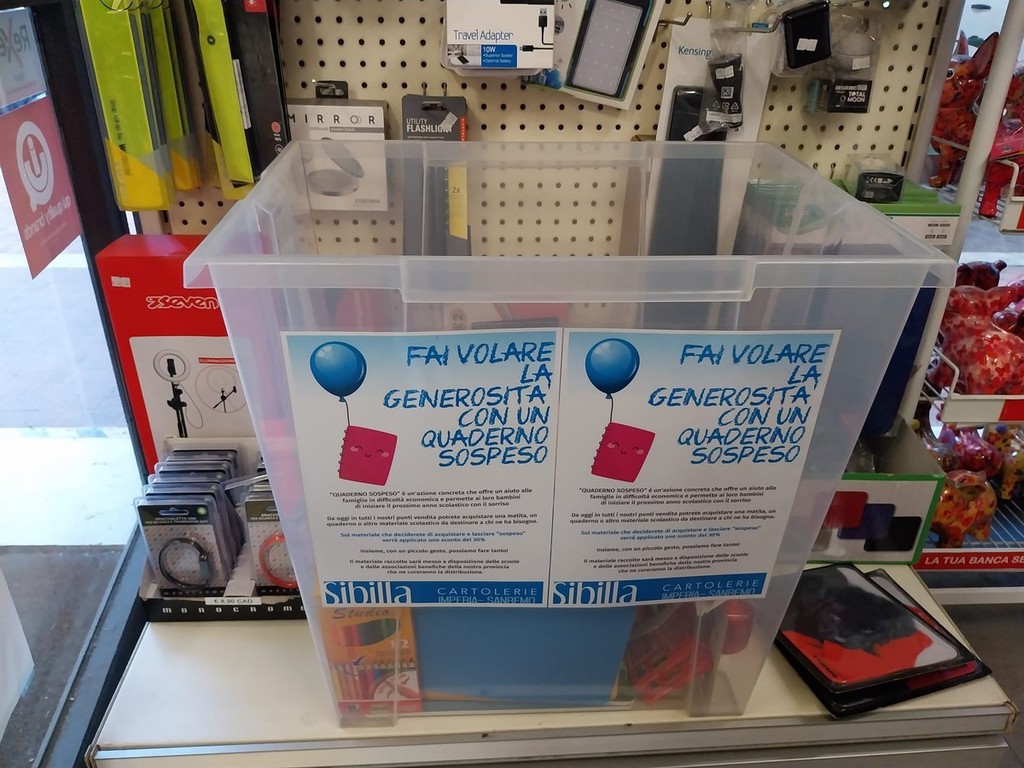 Travel Adapter
10W
Kensing
MIRROR
UTILITY
FLASHLIGHT
TOTAL
MOON
2x
3SEVEN
FAI VOLARE
LA
GENEROSITA'
CON UN
QUADERNO
SOSPESO
"QUADERNO SOSPESO" è un'azione concreta che offre un aiuto alle
famiglie in difficoltà economica e permette ai loro bambini
di iniziare il prossimo anno scolastico con il sorriso
Da oggi in tutti i nostri punti vendita potrete acquistare una matita, un
quaderno o altro materiale scolastico da destinare a chi ne ha bisogno.
Sul materiale che deciderete di acquistare e lasciare "sospeso"
verrà applicato uno sconto del 30%
Insieme, con un piccolo gesto, possiamo fare tanto!
Il materiale raccolto sarà messo a disposizione delle scuole
e delle associazioni benefiche della nostra provincia
che ne cureranno la distribuzione.
Sibilla CARTOLERIE
IMPERIA- SANREMO
FAI VOLARE
LA
GENEROSITA'
CON UN
QUADERNO
SOSPESO
"QUADERNO SOSPESO" è un'azione concreta che offre un aiuto alle
famiglie in difficoltà economica e permette ai loro bambini
di iniziare il prossimo anno scolastico con il sorriso
Da oggi in tutti i nostri punti vendita potrete acquistare una matita, un
quaderno o altro materiale scolastico da destinare a chi ne ha bisogno.
Sul materiale che deciderete di acquistare e lasciare "sospeso"
verrà applicato uno sconto del 30%
Insieme, con un piccolo gesto, possiamo fare tanto!
Il materiale raccolto sarà messo a disposizione delle scuole
e delle associazioni benefiche della nostra provincia
che ne cureranno la distribuzione.
Sibilla CARTOLERIE
IMPERIA- SANREMO
€ 8,90 CAD.
MONOCROMO
Studio
12
LA TUA BANCA SE